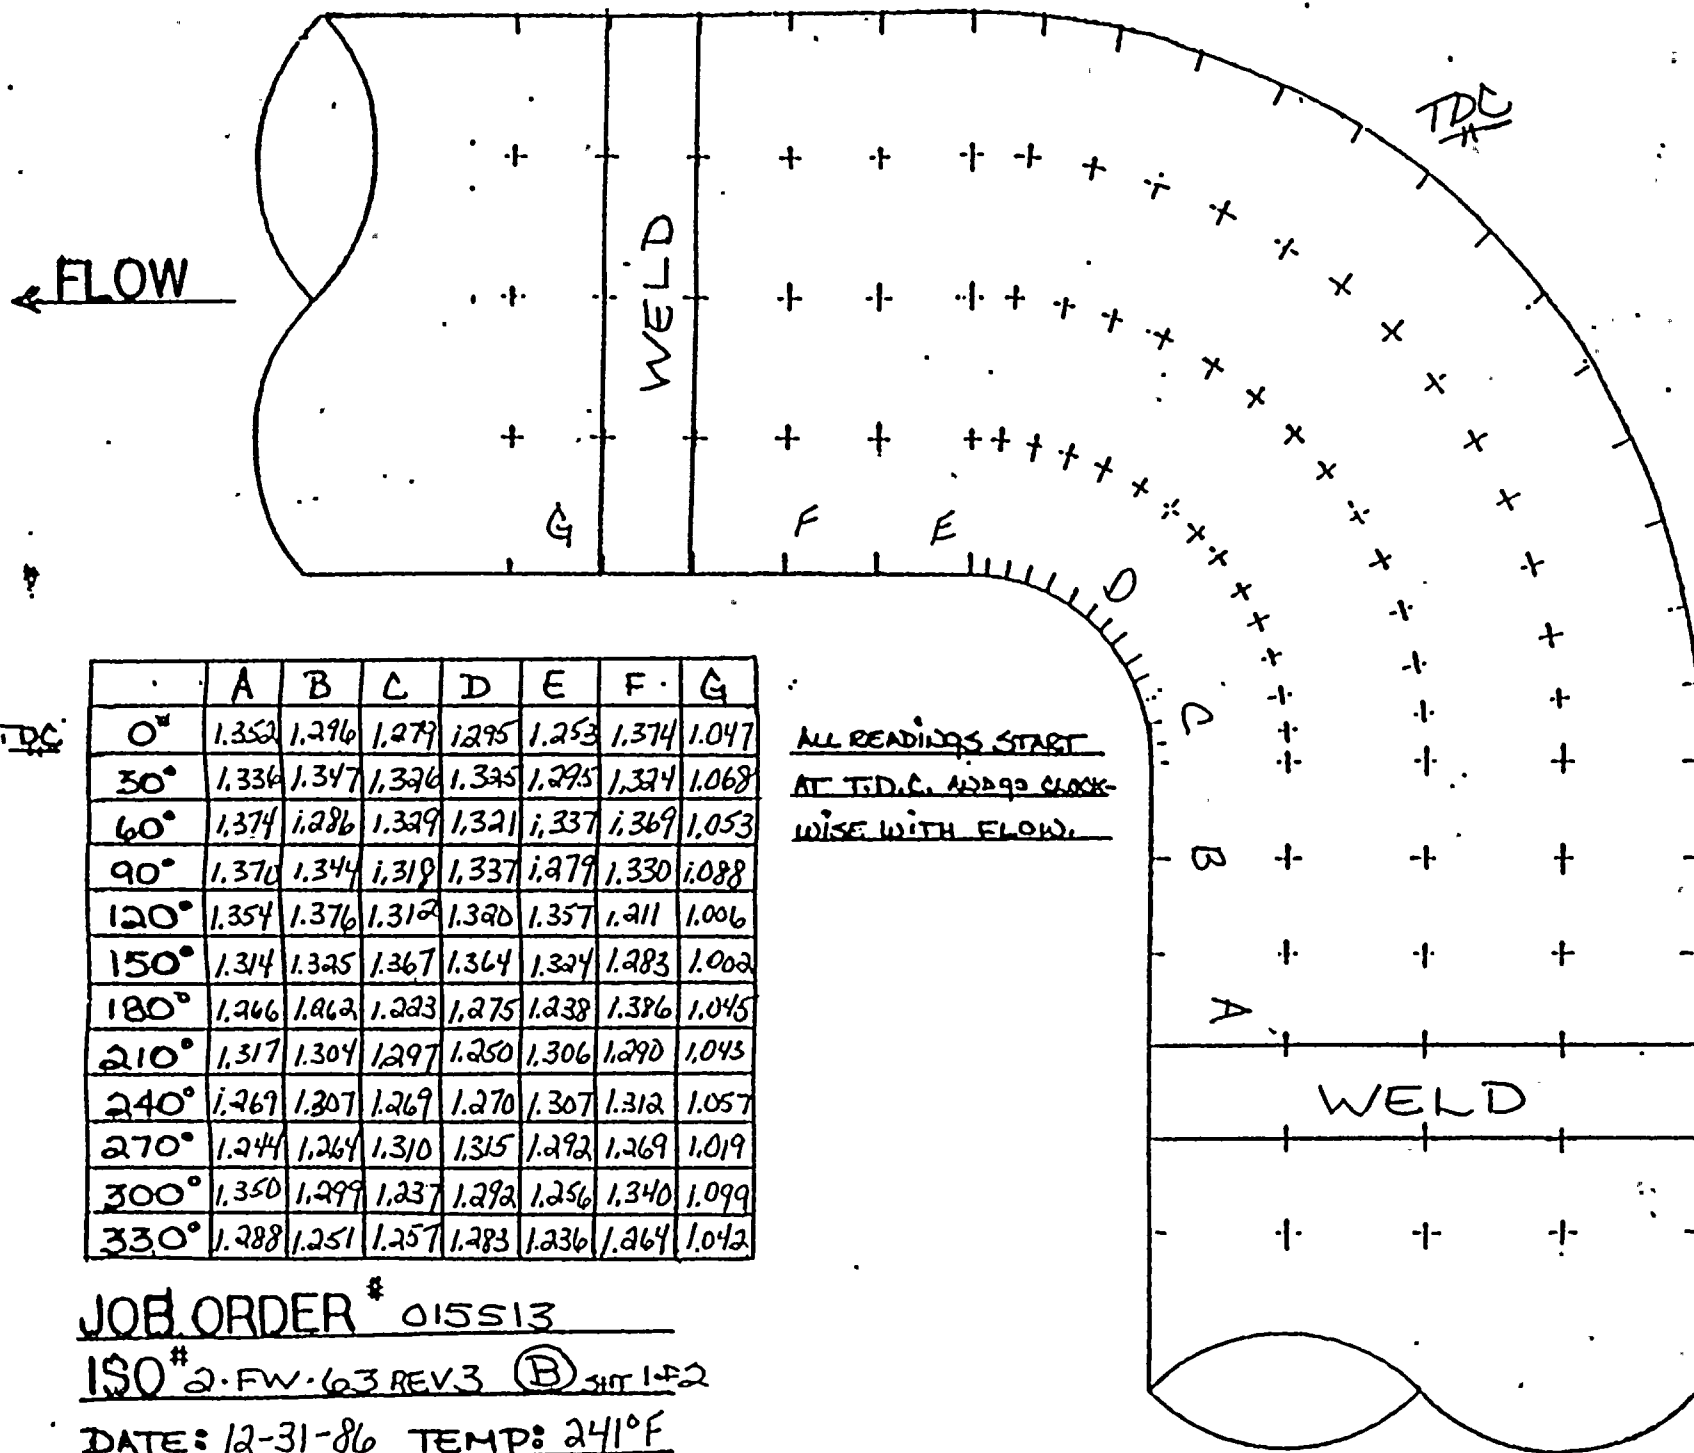 TDC
FLOW
WELD
G F E
D
C
B
A
WELD
A B C D E F G
T.D.C. 0° 1.352 1.296 1.279 1.295 1.253 1.374 1.047
30° 1.336 1.347 1.326 1.325 1.295 1.324 1.068
60° 1.374 1.286 1.329 1.321 1.337 1.369 1.053
90° 1.370 1.344 1.318 1.337 1.279 1.330 1.088
120° 1.354 1.376 1.312 1.320 1.357 1.211 1.006
150° 1.314 1.325 1.367 1.364 1.324 1.283 1.002
180° 1.266 1.262 1.223 1.275 1.238 1.386 1.045
210° 1.317 1.304 1.297 1.250 1.306 1.290 1.043
240° 1.269 1.307 1.269 1.270 1.307 1.312 1.057
270° 1.244 1.264 1.310 1.315 1.292 1.269 1.019
300° 1.350 1.299 1.237 1.292 1.256 1.340 1.099
330° 1.288 1.251 1.257 1.283 1.236 1.264 1.042
ALL READINGS START
AT T.D.C. AND GO CLOCK-
WISE WITH FLOW.
JOB ORDER # 015513
ISO # 2-FW-63 REV 3 B SHT 1 OF 2
DATE: 12-31-86 TEMP: 241°F